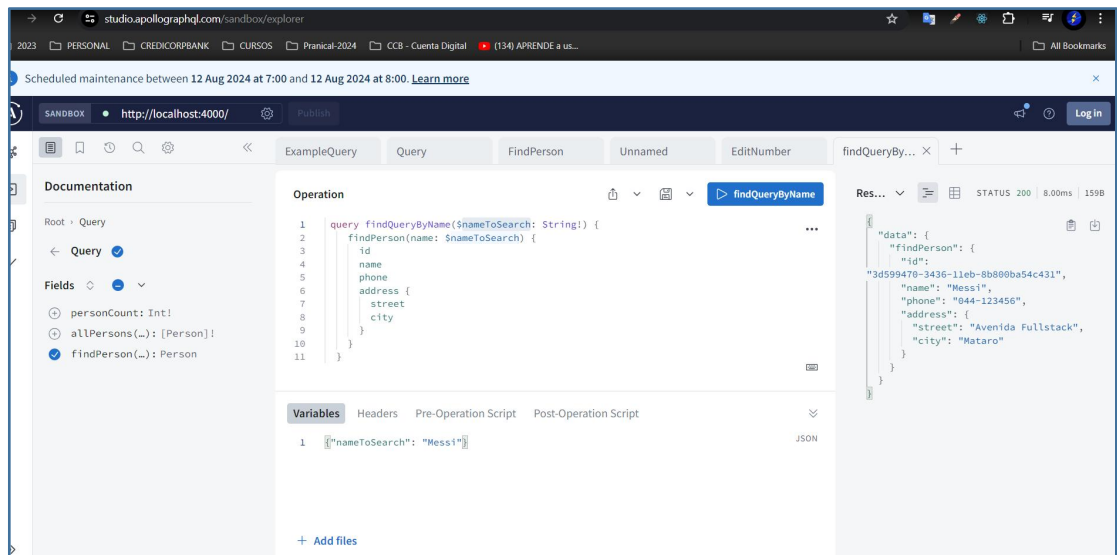 studio.apollographql.com/sandbox/explorer
2023 PERSONAL CREDICORPBANK CURSOS Pranical-2024 CCB - Cuenta Digital (134) APRENDE a us... All Bookmarks
Scheduled maintenance between 12 Aug 2024 at 7:00 and 12 Aug 2024 at 8:00. Learn more
SANDBOX http://localhost:4000/ Publish Log in
ExampleQuery Query FindPerson Unnamed EditNumber findQueryBy...
Documentation
Root › Query
Query
Fields
personCount: Int!
allPersons(…): [Person]!
findPerson(…): Person
Operation
findQueryByName
1 query findQueryByName($nameToSearch: String!) {
2 findPerson(name: $nameToSearch) {
3 id
4 name
5 phone
6 address {
7 street
8 city
9 }
10 }
11 }
Variables Headers Pre-Operation Script Post-Operation Script
1 {"nameToSearch": "Messi"}
JSON
+ Add files
Res... STATUS 200 8.00ms 159B
{
"data": {
"findPerson": {
"id":
"3d599470-3436-11eb-8b800ba54c431",
"name": "Messi",
"phone": "044-123456",
"address": {
"street": "Avenida Fullstack",
"city": "Mataro"
}
}
}
}